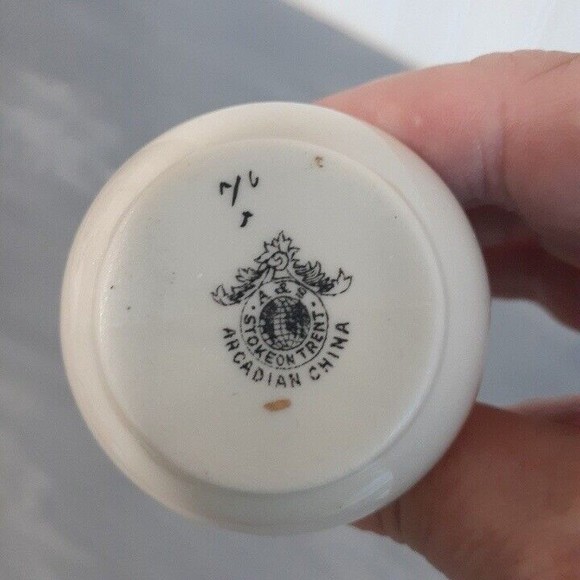 A & S
STOKE ON TRENT
ARCADIAN CHINA